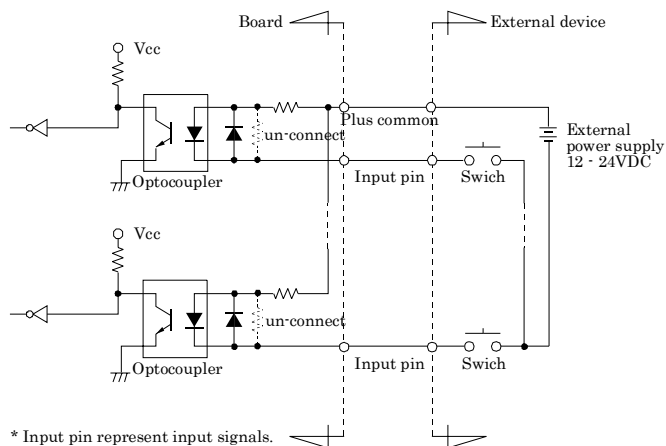 Board
External device
Vcc
Plus common
un-connect
External
power supply
12 - 24VDC
Input pin
Swich
Optocoupler
Vcc
un-connect
Input pin
Swich
Optocoupler
* Input pin represent input signals.